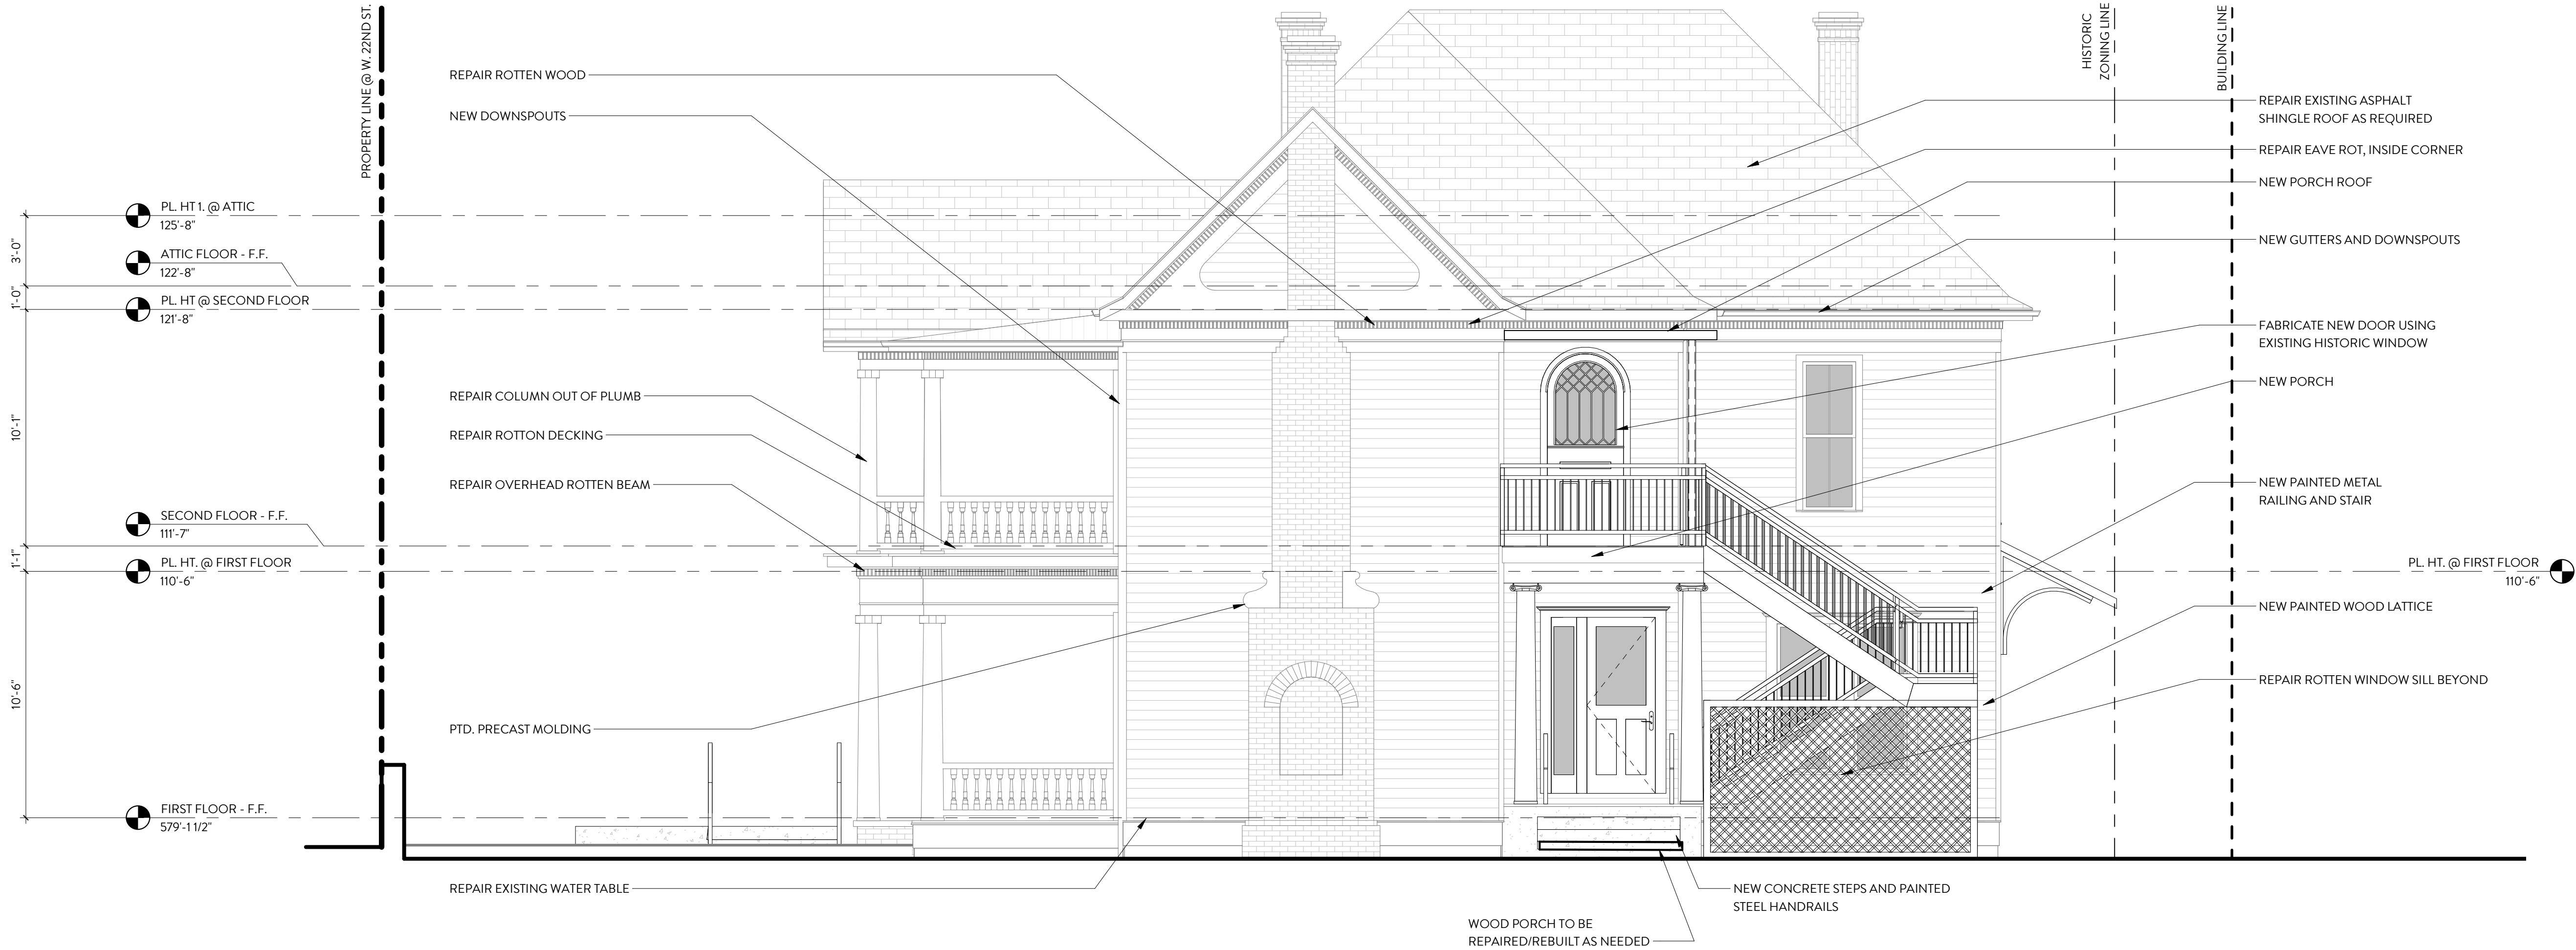 PROPERTY LINE @ W. 22ND ST.
HISTORIC
ZONING LINE
BUILDING LINE
REPAIR ROTTEN WOOD
NEW DOWNSPOUTS
REPAIR COLUMN OUT OF PLUMB
REPAIR ROTTON DECKING
REPAIR OVERHEAD ROTTEN BEAM
PTD. PRECAST MOLDING
REPAIR EXISTING WATER TABLE
PL. HT 1. @ ATTIC
125'-8"
ATTIC FLOOR - F.F.
122'-8"
PL. HT @ SECOND FLOOR
121'-8"
SECOND FLOOR - F.F.
111'-7"
PL. HT. @ FIRST FLOOR
110'-6"
FIRST FLOOR - F.F.
579'-1 1/2"
3'-0"
1'-0"
10'-1"
1'-1"
10'-6"
REPAIR EXISTING ASPHALT
SHINGLE ROOF AS REQUIRED
REPAIR EAVE ROT, INSIDE CORNER
NEW PORCH ROOF
NEW GUTTERS AND DOWNSPOUTS
FABRICATE NEW DOOR USING
EXISTING HISTORIC WINDOW
NEW PORCH
NEW PAINTED METAL
RAILING AND STAIR
PL. HT. @ FIRST FLOOR
110'-6"
NEW PAINTED WOOD LATTICE
REPAIR ROTTEN WINDOW SILL BEYOND
NEW CONCRETE STEPS AND PAINTED
STEEL HANDRAILS
WOOD PORCH TO BE
REPAIRED/REBUILT AS NEEDED